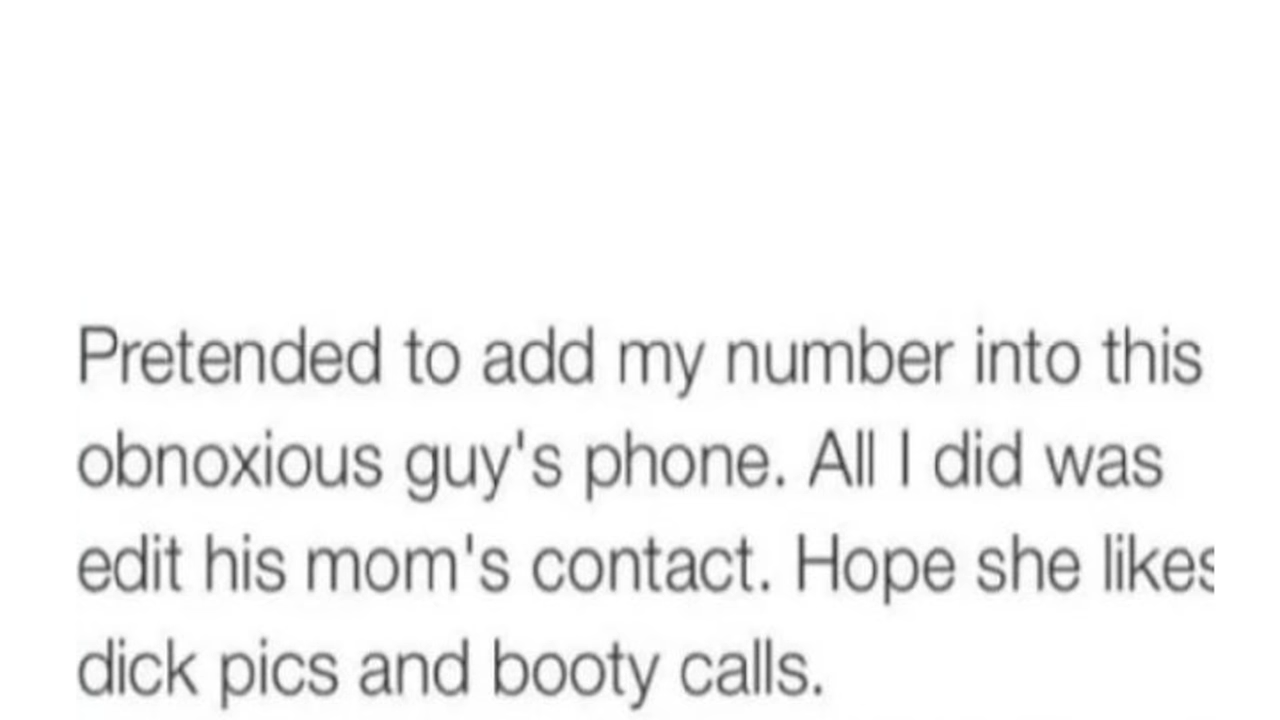 Pretended to add my number into this
obnoxious guy's phone. All I did was
edit his mom's contact. Hope she likes
dick pics and booty calls.